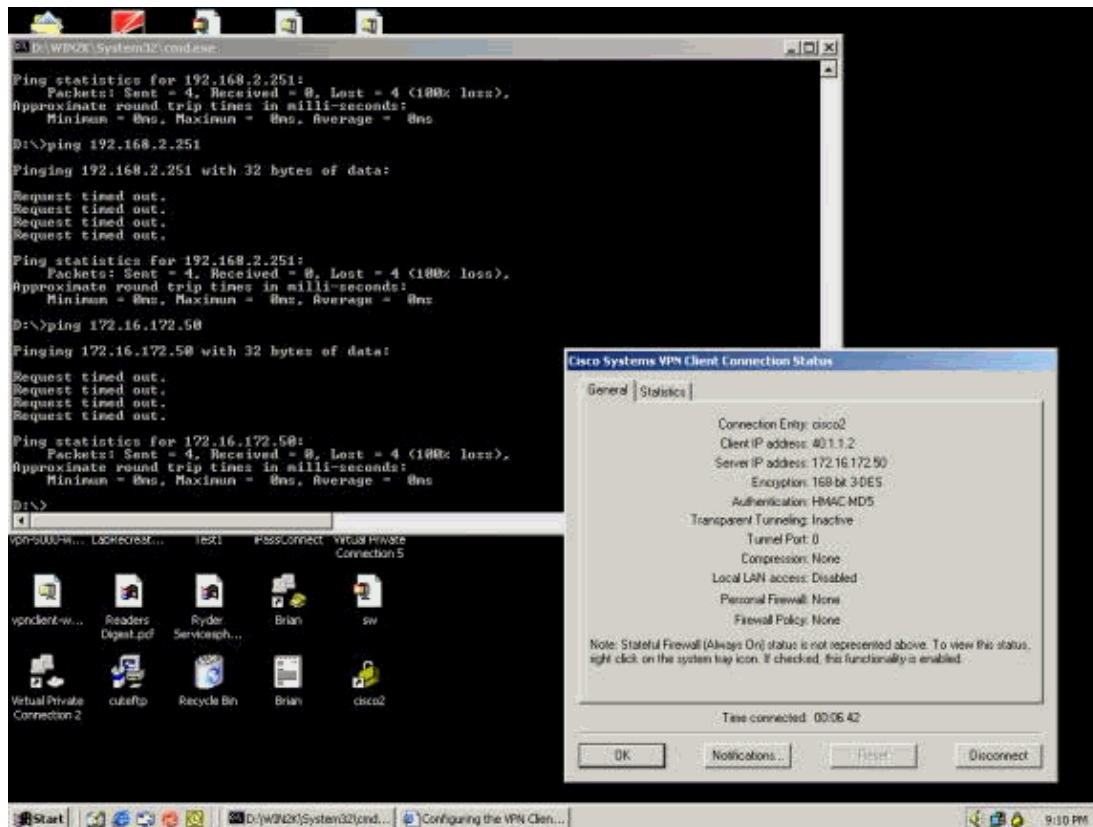 D:\WIN2K\System32\cmd.exe
Ping statistics for 192.168.2.251:
Packets: Sent = 4, Received = 0, Lost = 4 (100% loss),
Approximate round trip times in milli-seconds:
Minimum = 0ms, Maximum = 0ms, Average = 0ms
D:\>ping 192.168.2.251
Pinging 192.168.2.251 with 32 bytes of data:
Request timed out.
Request timed out.
Request timed out.
Request timed out.
Ping statistics for 192.168.2.251:
Packets: Sent = 4, Received = 0, Lost = 4 (100% loss),
Approximate round trip times in milli-seconds:
Minimum = 0ms, Maximum = 0ms, Average = 0ms
D:\>ping 172.16.172.50
Pinging 172.16.172.50 with 32 bytes of data:
Request timed out.
Request timed out.
Request timed out.
Request timed out.
Ping statistics for 172.16.172.50:
Packets: Sent = 4, Received = 0, Lost = 4 (100% loss),
Approximate round trip times in milli-seconds:
Minimum = 0ms, Maximum = 0ms, Average = 0ms
D:\>
Cisco Systems VPN Client Connection Status
General
Statistics
Connection Entry: cisco2
Client IP address: 40.1.1.2
Server IP address: 172.16.172.50
Encryption: 168-bit 3-DES
Authentication: HMAC-MD5
Transparent Tunneling: Inactive
Tunnel Port: 0
Compression: None
Local LAN access: Disabled
Personal Firewall: None
Firewall Policy: None
Note: Stateful Firewall (Always On) status is not represented above. To view this status,
right click on the system tray icon. If checked, this functionality is enabled.
Time connected: 00:06:42
OK
Notifications...
Reset
Disconnect
vpn-5000-w...
LabRecreat...
Test1
iPassConnect
Virtual Private
Connection 5
vpnclient-w...
Readers
Digest.pcf
Ryder
Servicesph...
Brian
sw
Virtual Private
Connection 2
cuteftp
Recycle Bin
Brian
cisco2
Start
D:\WIN2K\System32\cmd...
Configuring the VPN Clien...
9:10 PM